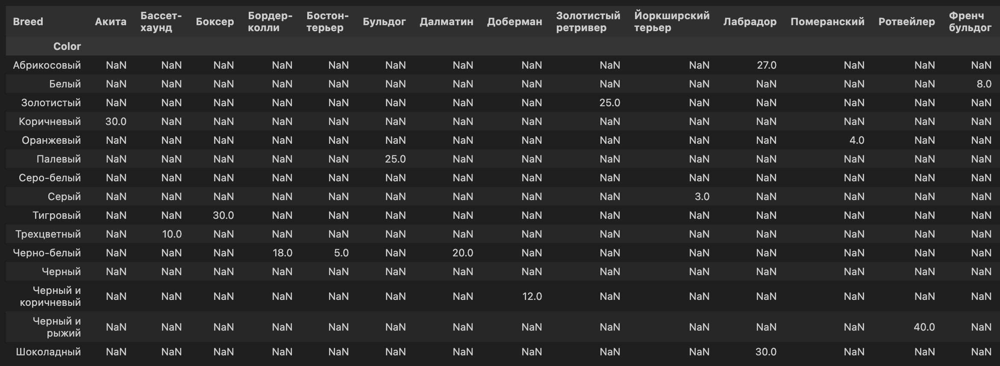 Breed Акита Бассет-хаунд Боксер Бордер-колли Бостон-терьер Бульдог Далматин Доберман Золотистый ретривер Йоркширский терьер Лабрадор Померанский Ротвейлер Френч бульдог
Color
Абрикосовый NaN NaN NaN NaN NaN NaN NaN NaN NaN NaN 27.0 NaN NaN NaN
Белый NaN NaN NaN NaN NaN NaN NaN NaN NaN NaN NaN NaN NaN 8.0
Золотистый NaN NaN NaN NaN NaN NaN NaN NaN 25.0 NaN NaN NaN NaN NaN
Коричневый 30.0 NaN NaN NaN NaN NaN NaN NaN NaN NaN NaN NaN NaN NaN
Оранжевый NaN NaN NaN NaN NaN NaN NaN NaN NaN NaN NaN 4.0 NaN NaN
Палевый NaN NaN NaN NaN NaN 25.0 NaN NaN NaN NaN NaN NaN NaN NaN
Серо-белый NaN NaN NaN NaN NaN NaN NaN NaN NaN NaN NaN NaN NaN NaN
Серый NaN NaN NaN NaN NaN NaN NaN NaN NaN 3.0 NaN NaN NaN NaN
Тигровый NaN NaN 30.0 NaN NaN NaN NaN NaN NaN NaN NaN NaN NaN NaN
Трехцветный NaN 10.0 NaN NaN NaN NaN NaN NaN NaN NaN NaN NaN NaN NaN
Черно-белый NaN NaN NaN 18.0 5.0 NaN 20.0 NaN NaN NaN NaN NaN NaN NaN
Черный NaN NaN NaN NaN NaN NaN NaN NaN NaN NaN NaN NaN NaN NaN
Черный и коричневый NaN NaN NaN NaN NaN NaN NaN 12.0 NaN NaN NaN NaN NaN NaN
Черный и рыжий NaN NaN NaN NaN NaN NaN NaN NaN NaN NaN NaN NaN 40.0 NaN
Шоколадный NaN NaN NaN NaN NaN NaN NaN NaN NaN NaN 30.0 NaN NaN NaN